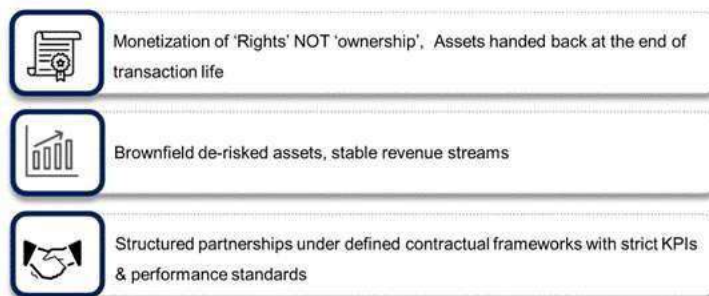 Monetization of ‘Rights’ NOT ‘ownership’, Assets handed back at the end of
transaction life
Brownfield de-risked assets, stable revenue streams
Structured partnerships under defined contractual frameworks with strict KPIs
& performance standards